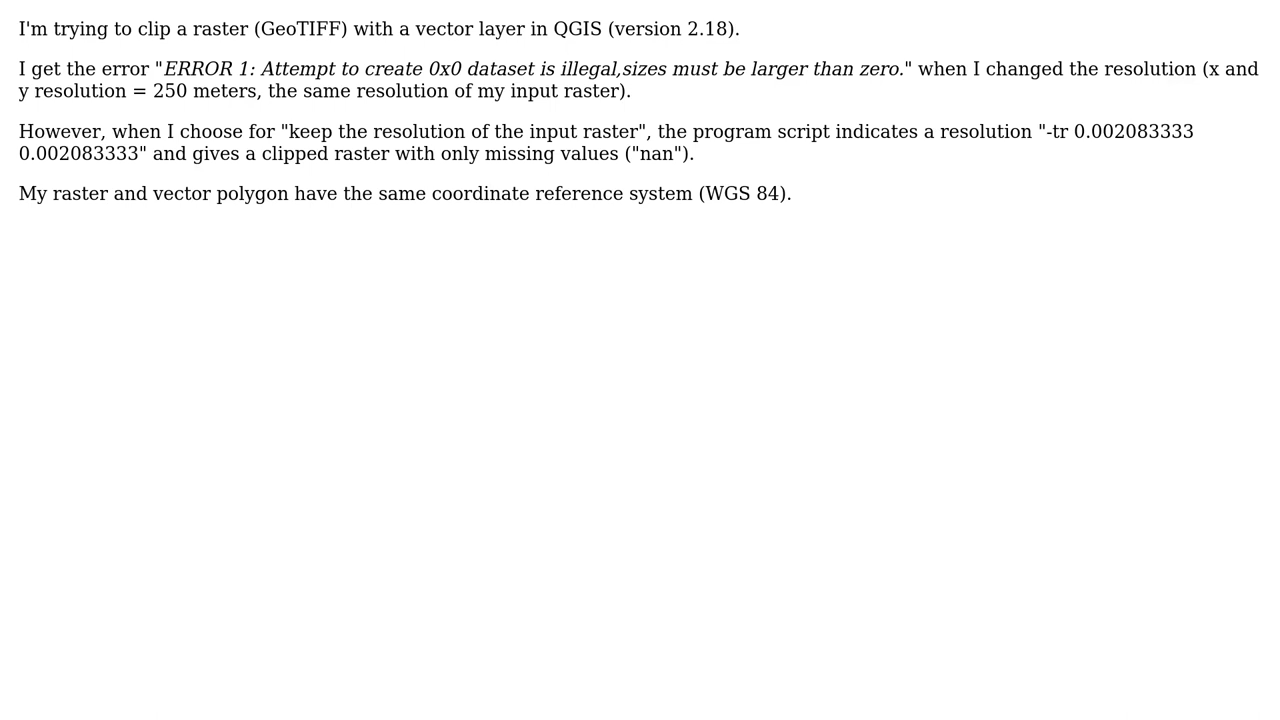 I'm trying to clip a raster (GeoTIFF) with a vector layer in QGIS (version 2.18).
I get the error "ERROR 1: Attempt to create 0x0 dataset is illegal,sizes must be larger than zero." when I changed the resolution (x and
y resolution = 250 meters, the same resolution of my input raster).
However, when I choose for "keep the resolution of the input raster", the program script indicates a resolution "-tr 0.002083333
0.002083333" and gives a clipped raster with only missing values ("nan").
My raster and vector polygon have the same coordinate reference system (WGS 84).